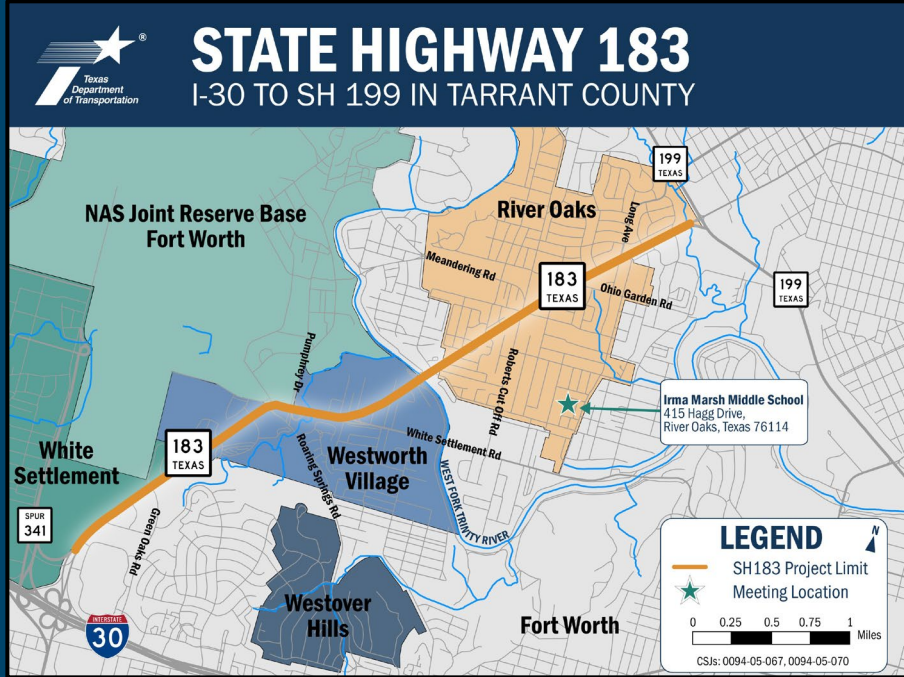 Texas
Department
of Transportation
®
STATE HIGHWAY 183
I-30 TO SH 199 IN TARRANT COUNTY
199
TEXAS
NAS Joint Reserve Base
Fort Worth
River Oaks
Long Ave
Meandering Rd
183
TEXAS
Ohio Garden Rd
199
TEXAS
Pumphrey Dr
Roberts Cut Off Rd
Irma Marsh Middle School
415 Hagg Drive,
River Oaks, Texas 76114
White
Settlement
183
TEXAS
White Settlement Rd
Roaring Springs Rd
Westworth
Village
WEST FORK TRINITY RIVER
SPUR
341
Green Oaks Rd
INTERSTATE
30
Westover
Hills
Fort Worth
LEGEND
N
SH183 Project Limit
Meeting Location
0 0.25 0.5 0.75 1
Miles
CSJs: 0094-05-067, 0094-05-070